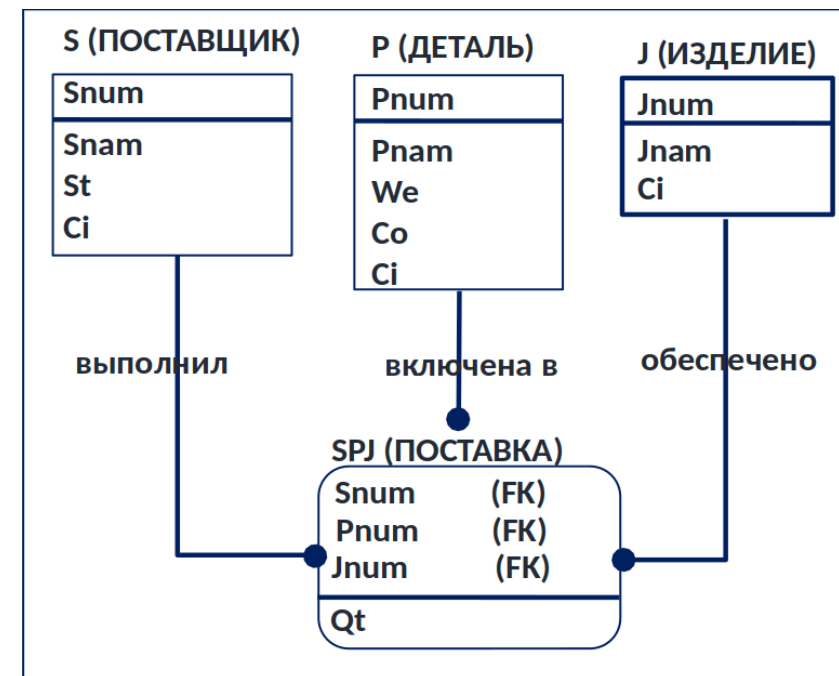 S (ПОСТАВЩИК)
Snum
Snam
St
Ci
P (ДЕТАЛЬ)
Pnum
Pnam
We
Co
Ci
J (ИЗДЕЛИЕ)
Jnum
Jnam
Ci
выполнил
включена в
обеспечено
SPJ (ПОСТАВКА)
Snum (FK)
Pnum (FK)
Jnum (FK)
Qt